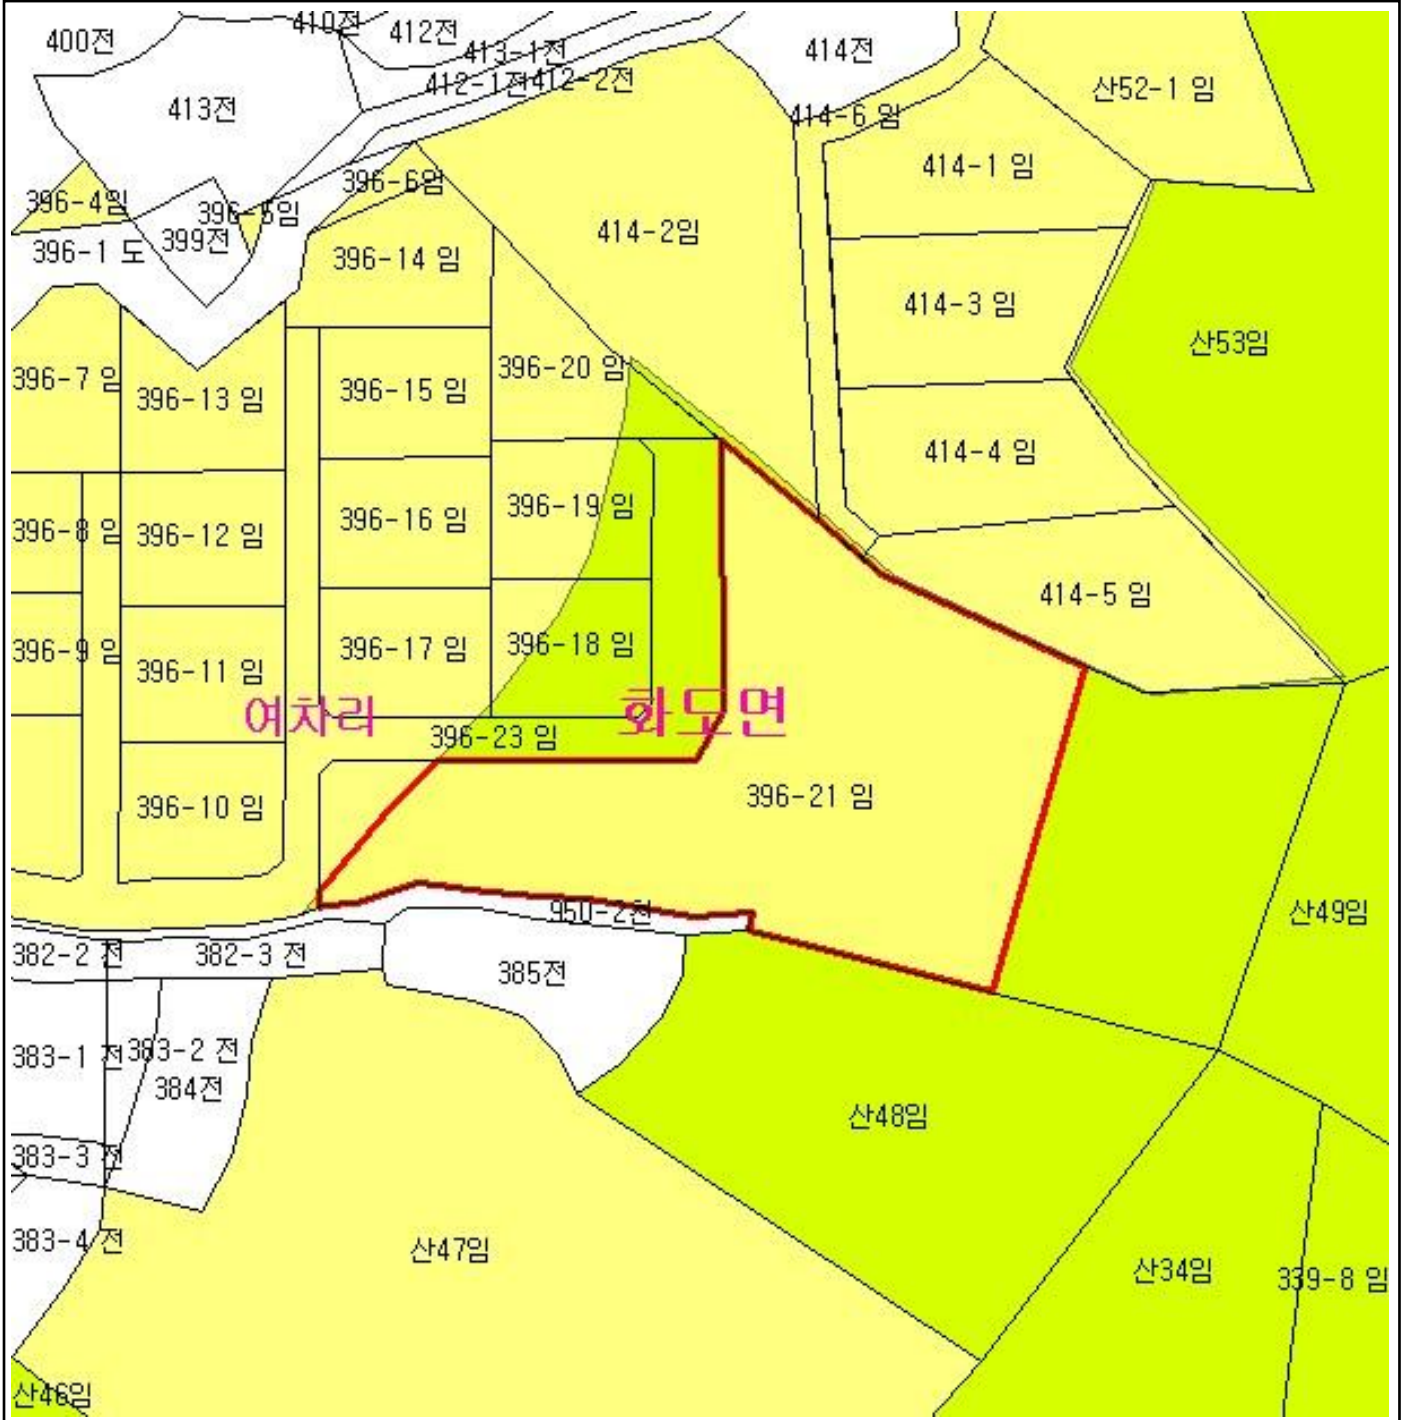 410전
400전
412전
413-1전
414전
412-1전
412-2전
산52-1 임
413전
414-6 임
414-1 임
396-6임
396-4임
396-5임
399전
414-2임
396-1 도
396-14 임
414-3 임
산53임
396-20 임
396-7 임
396-13 임
396-15 임
414-4 임
396-19 임
396-16 임
396-8 임
396-12 임
414-5 임
396-18 임
396-17 임
396-9 임
396-11 임
여차리
화도면
396-23 임
396-21 임
396-10 임
950-2천
산49임
382-2 전
382-3 전
385전
383-1 전
383-2 전
384전
산48임
383-3 전
383-4 전
산47임
산34임
339-8 임
산46임